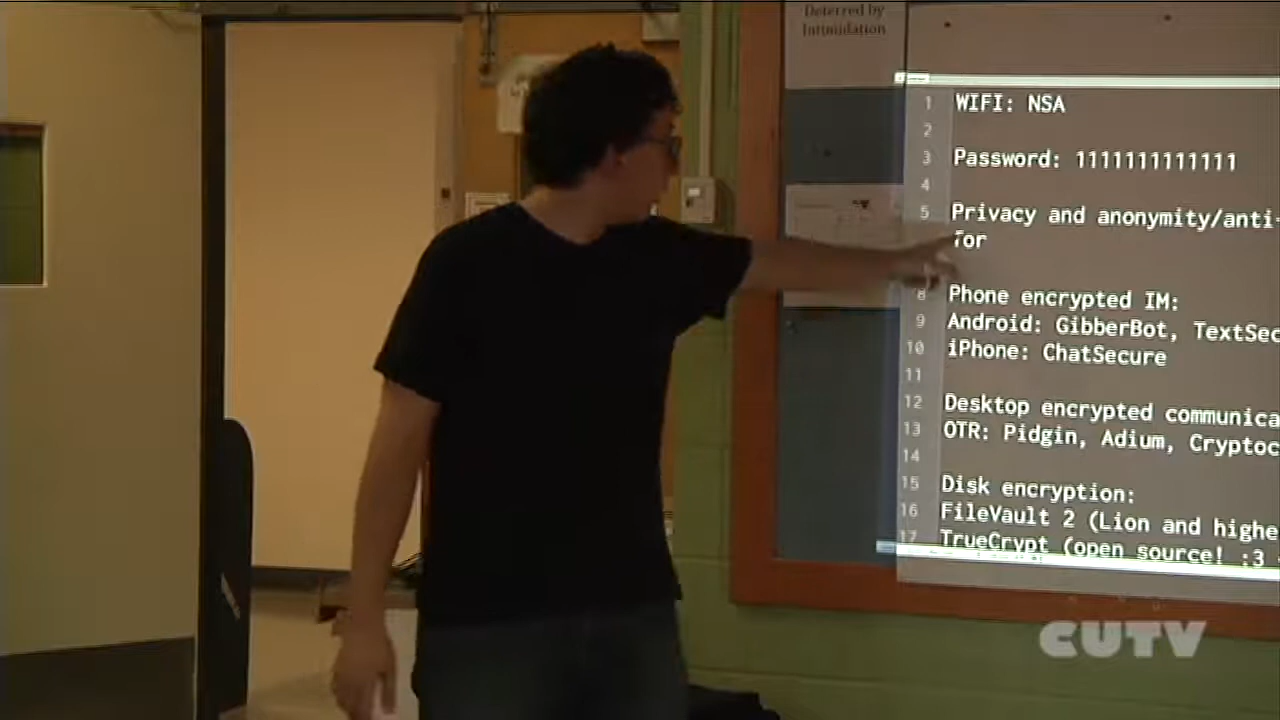 Deterred by
Intimidation
1 WIFI: NSA
2
3 Password: 1111111111111
4
5 Privacy and anonymity/anti-
for
8 Phone encrypted IM:
9 Android: GibberBot, TextSec
10 iPhone: ChatSecure
11
12 Desktop encrypted communica
13 OTR: Pidgin, Adium, Cryptoc
14
15 Disk encryption:
16 FileVault 2 (Lion and highe
17 TrueCrypt (open source! :3
CUTV